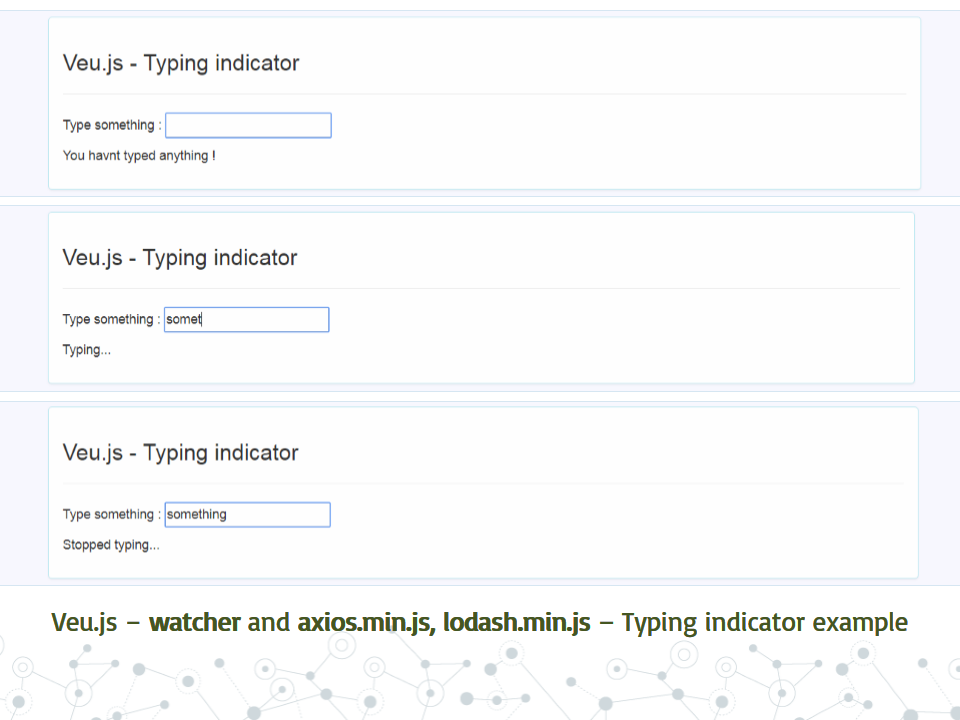 Veu.js - Typing indicator
Type something :
You havnt typed anything !
Veu.js - Typing indicator
Type something : somet
Typing...
Veu.js - Typing indicator
Type something : something
Stopped typing...
Veu.js – watcher and axios.min.js, lodash.min.js – Typing indicator example